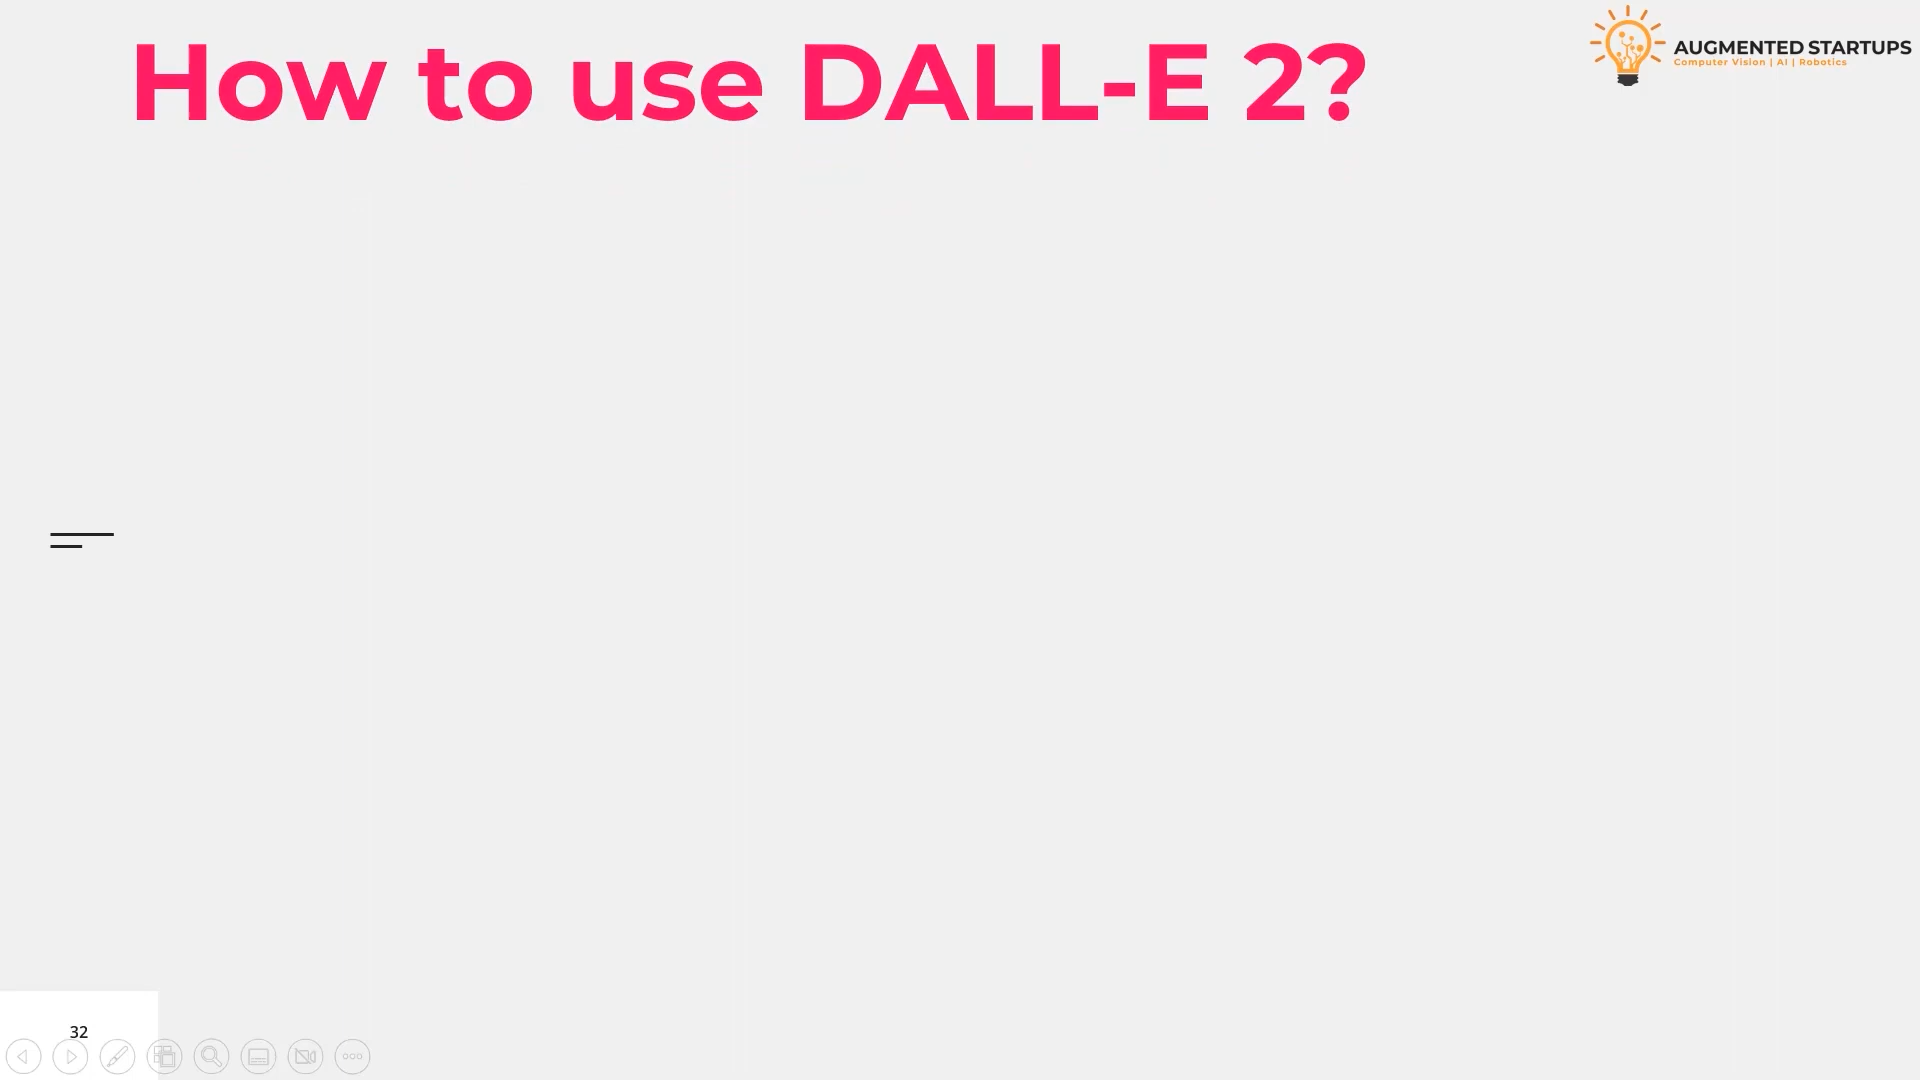 How to use DALL-E 2?
AUGMENTED STARTUPS
Computer Vision | AI | Robotics
32